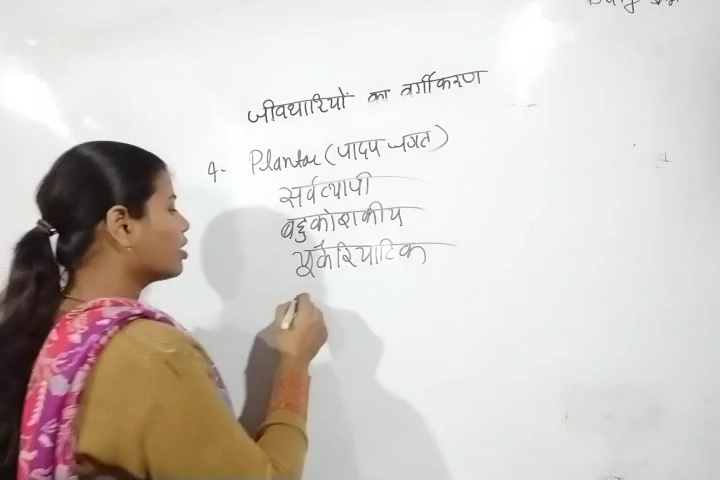 जीवधारियों का वर्गीकरण
4- Plantae (पादप जगत)
सर्वव्यापी
बहुकोशकीय
यूकैरियाटिक